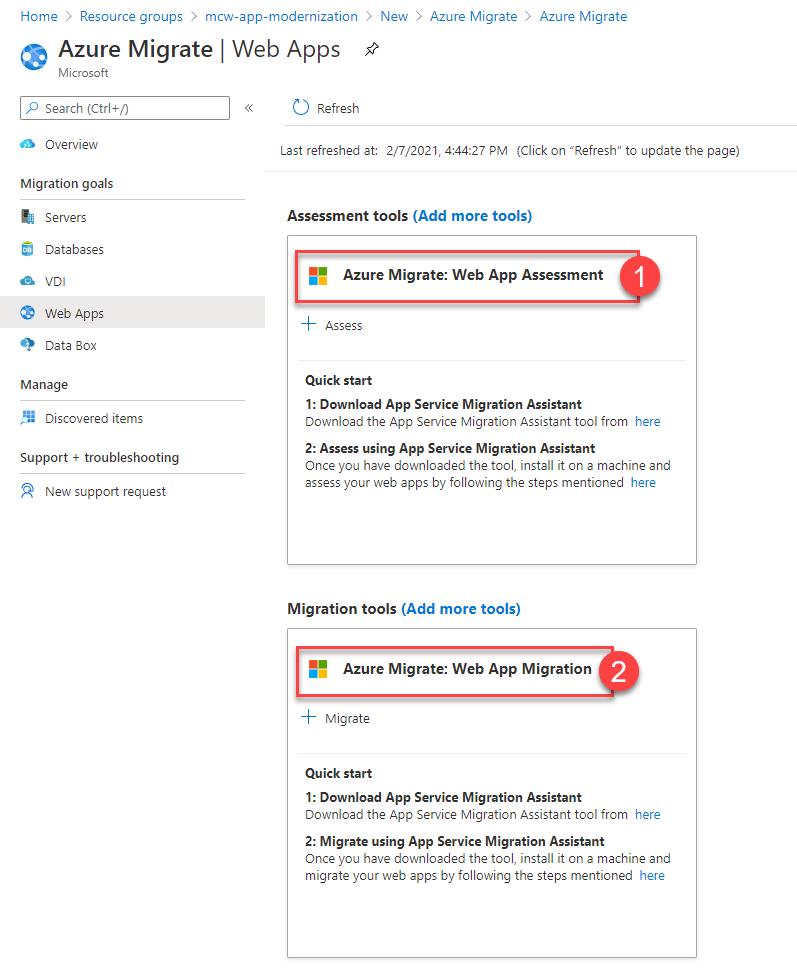 Home > Resource groups > mcw-app-modernization > New > Azure Migrate > Azure Migrate
Azure Migrate | Web Apps
Microsoft
Search (Ctrl+/)
«
Refresh
Overview
Last refreshed at: 2/7/2021, 4:44:27 PM (Click on “Refresh” to update the page)
Migration goals
Servers
Databases
VDI
Web Apps
Data Box
Manage
Discovered items
Support + troubleshooting
New support request
Assessment tools (Add more tools)
Azure Migrate: Web App Assessment
1
+ Assess
Quick start
1: Download App Service Migration Assistant
Download the App Service Migration Assistant tool from here
2: Assess using App Service Migration Assistant
Once you have downloaded the tool, install it on a machine and
assess your web apps by following the steps mentioned here
Migration tools (Add more tools)
Azure Migrate: Web App Migration
2
+ Migrate
Quick start
1: Download App Service Migration Assistant
Download the App Service Migration Assistant tool from here
2: Migrate using App Service Migration Assistant
Once you have downloaded the tool, install it on a machine and
migrate your web apps by following the steps mentioned here